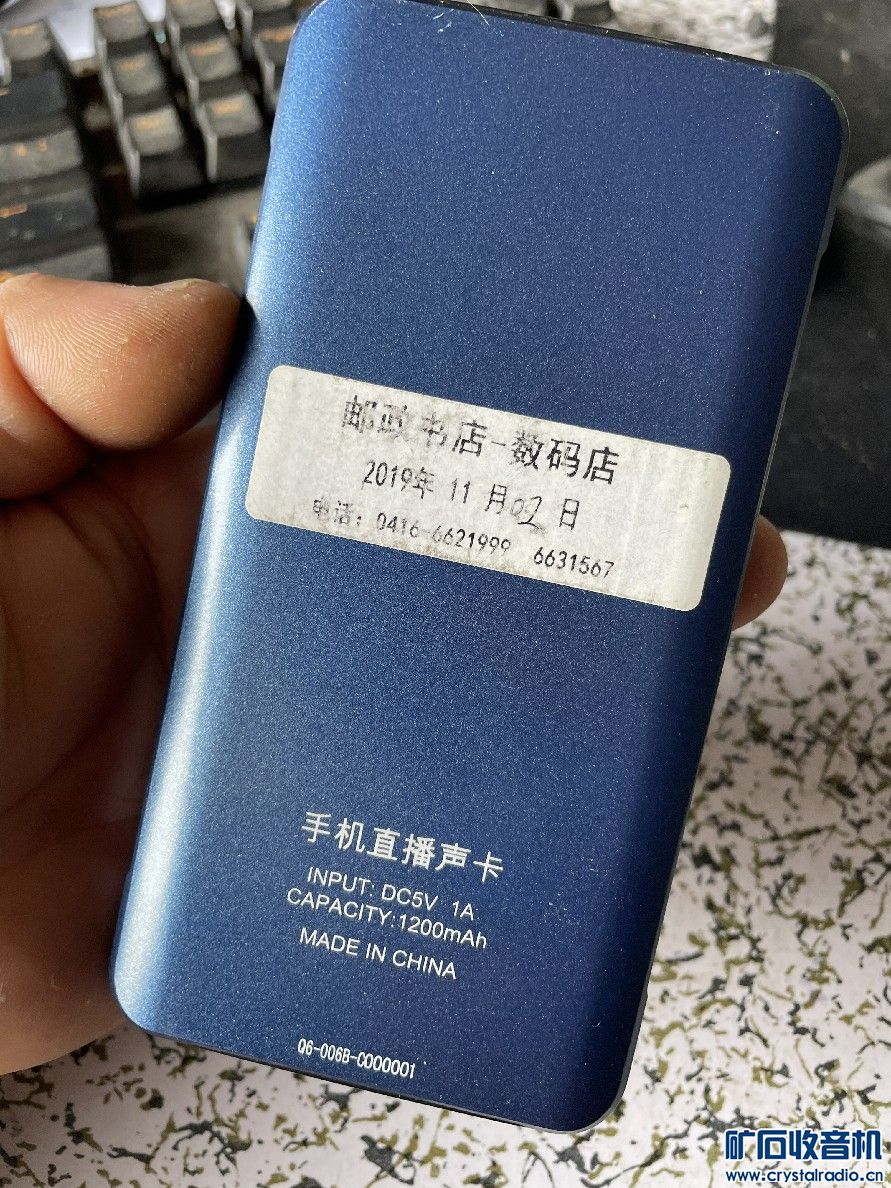 邮政书店-数码店
2019年 11 月02 日
电话: 0416-6621999 6631567
手机直播声卡
INPUT: DC5V 1A
CAPACITY:1200mAh
MADE IN CHINA
Q6-006B-C000001
矿石收音机
www.crystalradio.cn